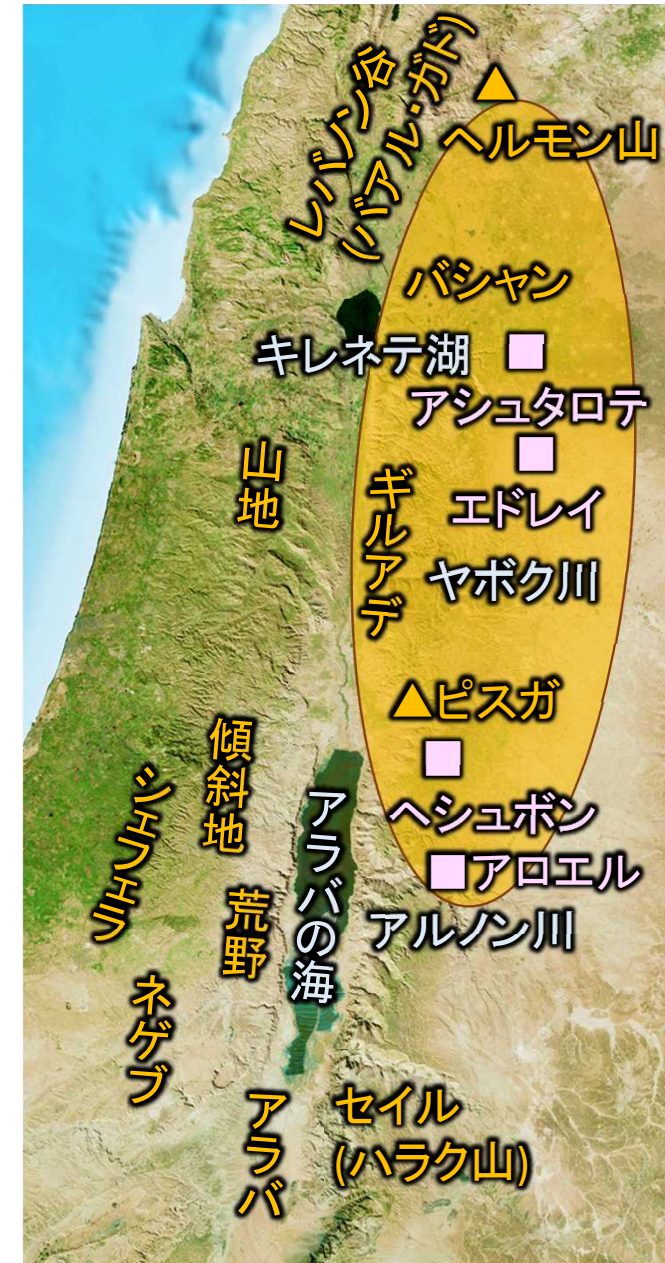 レバノン谷
(バアル・ガド)
ヘルモン山
バシャン
キレネテ湖
アシュタロテ
山地
ギルアデ
エドレイ
ヤボク川
ピスガ
傾斜地
シェフェラ
アラバの海
ヘシュボン
アロエル
荒野
アルノン川
ネゲブ
アラバ
セイル
(ハラク山)